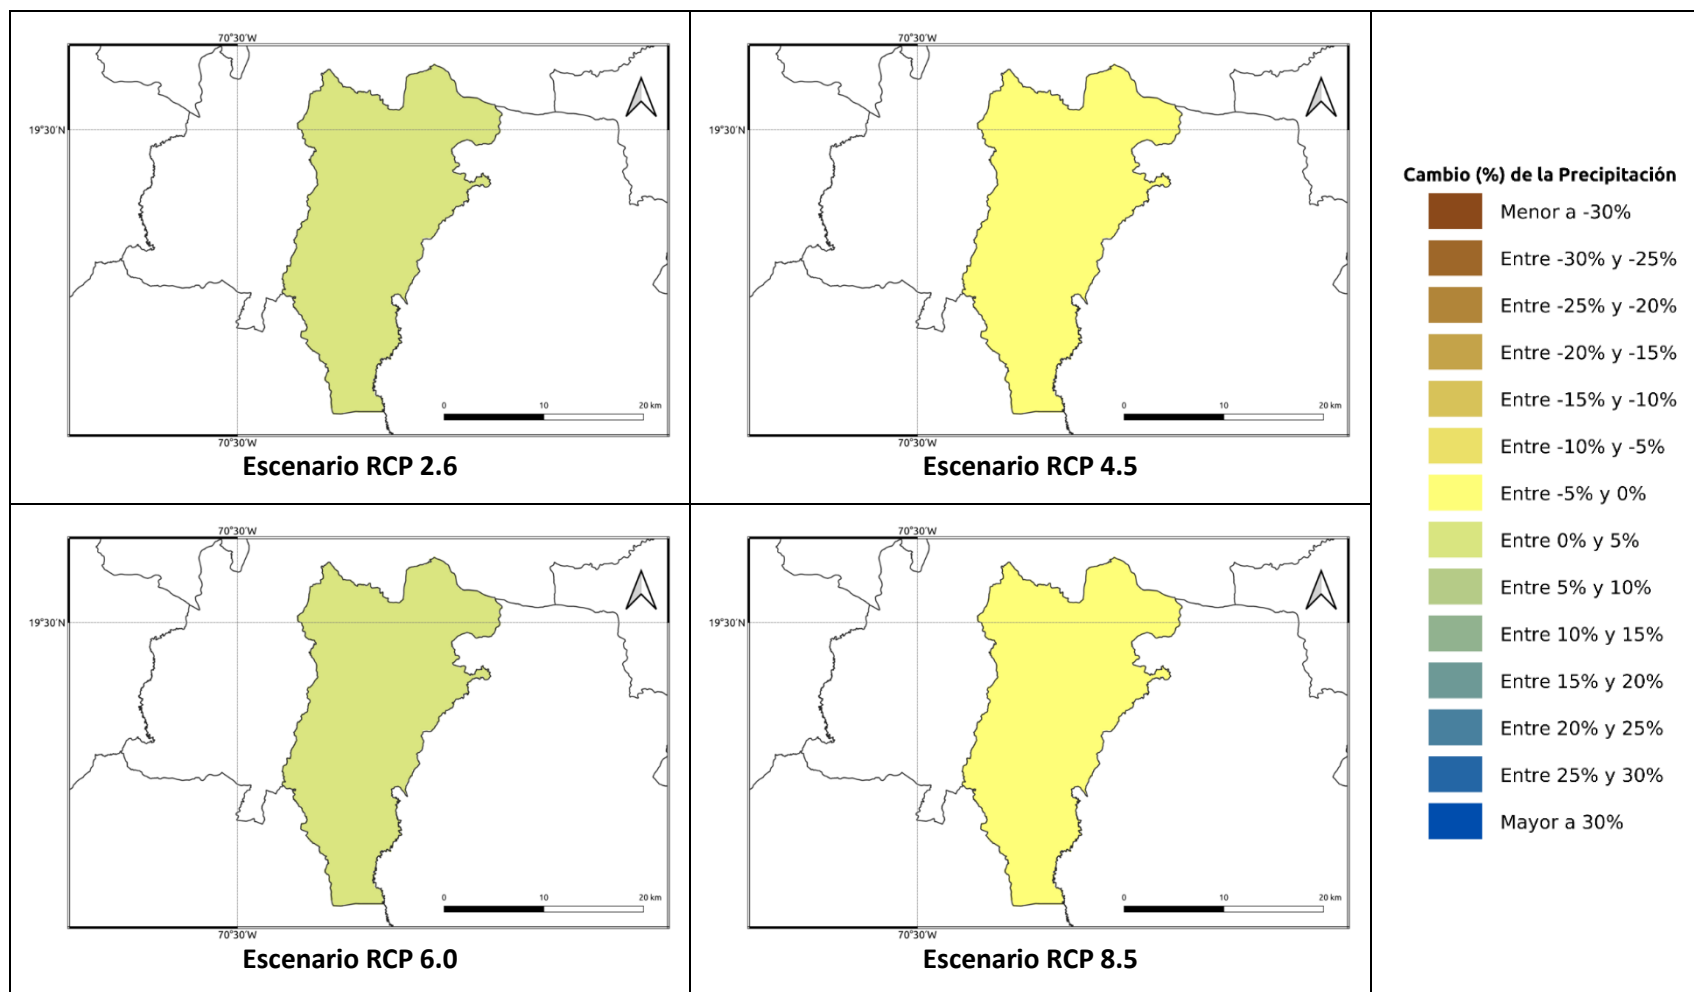 70°30'W
19°30'N
0 10 20 km
70°30'W
Escenario RCP 2.6
70°30'W
19°30'N
0 10 20 km
70°30'W
Escenario RCP 4.5
70°30'W
19°30'N
0 10 20 km
70°30'W
Escenario RCP 6.0
70°30'W
19°30'N
0 10 20 km
70°30'W
Escenario RCP 8.5
Cambio (%) de la Precipitación
Menor a -30%
Entre -30% y -25%
Entre -25% y -20%
Entre -20% y -15%
Entre -15% y -10%
Entre -10% y -5%
Entre -5% y 0%
Entre 0% y 5%
Entre 5% y 10%
Entre 10% y 15%
Entre 15% y 20%
Entre 20% y 25%
Entre 25% y 30%
Mayor a 30%